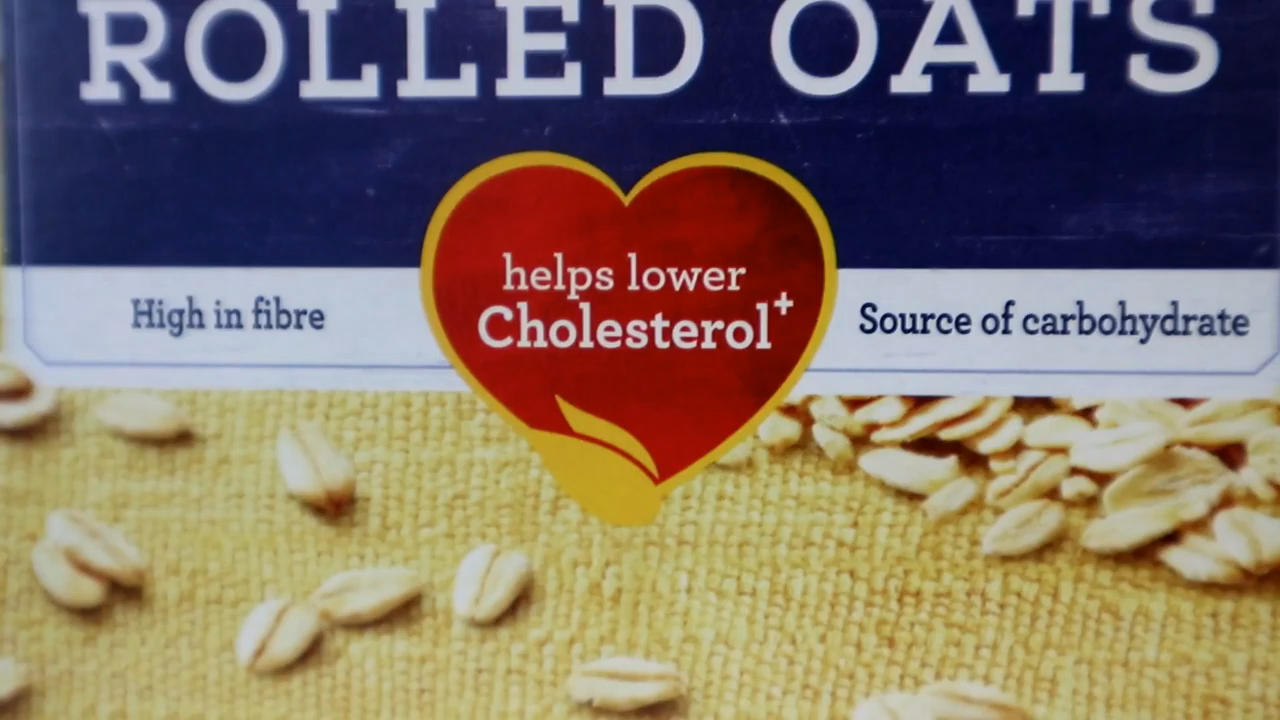 ROLLED OATS
helps lower
Cholesterol+
High in fibre
Source of carbohydrate